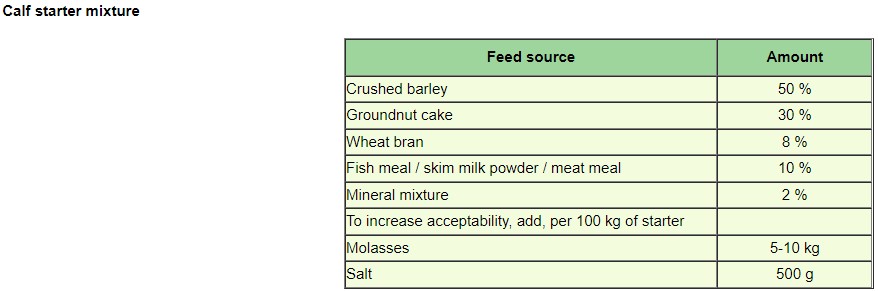 Calf starter mixture
Feed source Amount
Crushed barley 50 %
Groundnut cake 30 %
Wheat bran 8 %
Fish meal / skim milk powder / meat meal 10 %
Mineral mixture 2 %
To increase acceptability, add, per 100 kg of starter
Molasses 5-10 kg
Salt 500 g